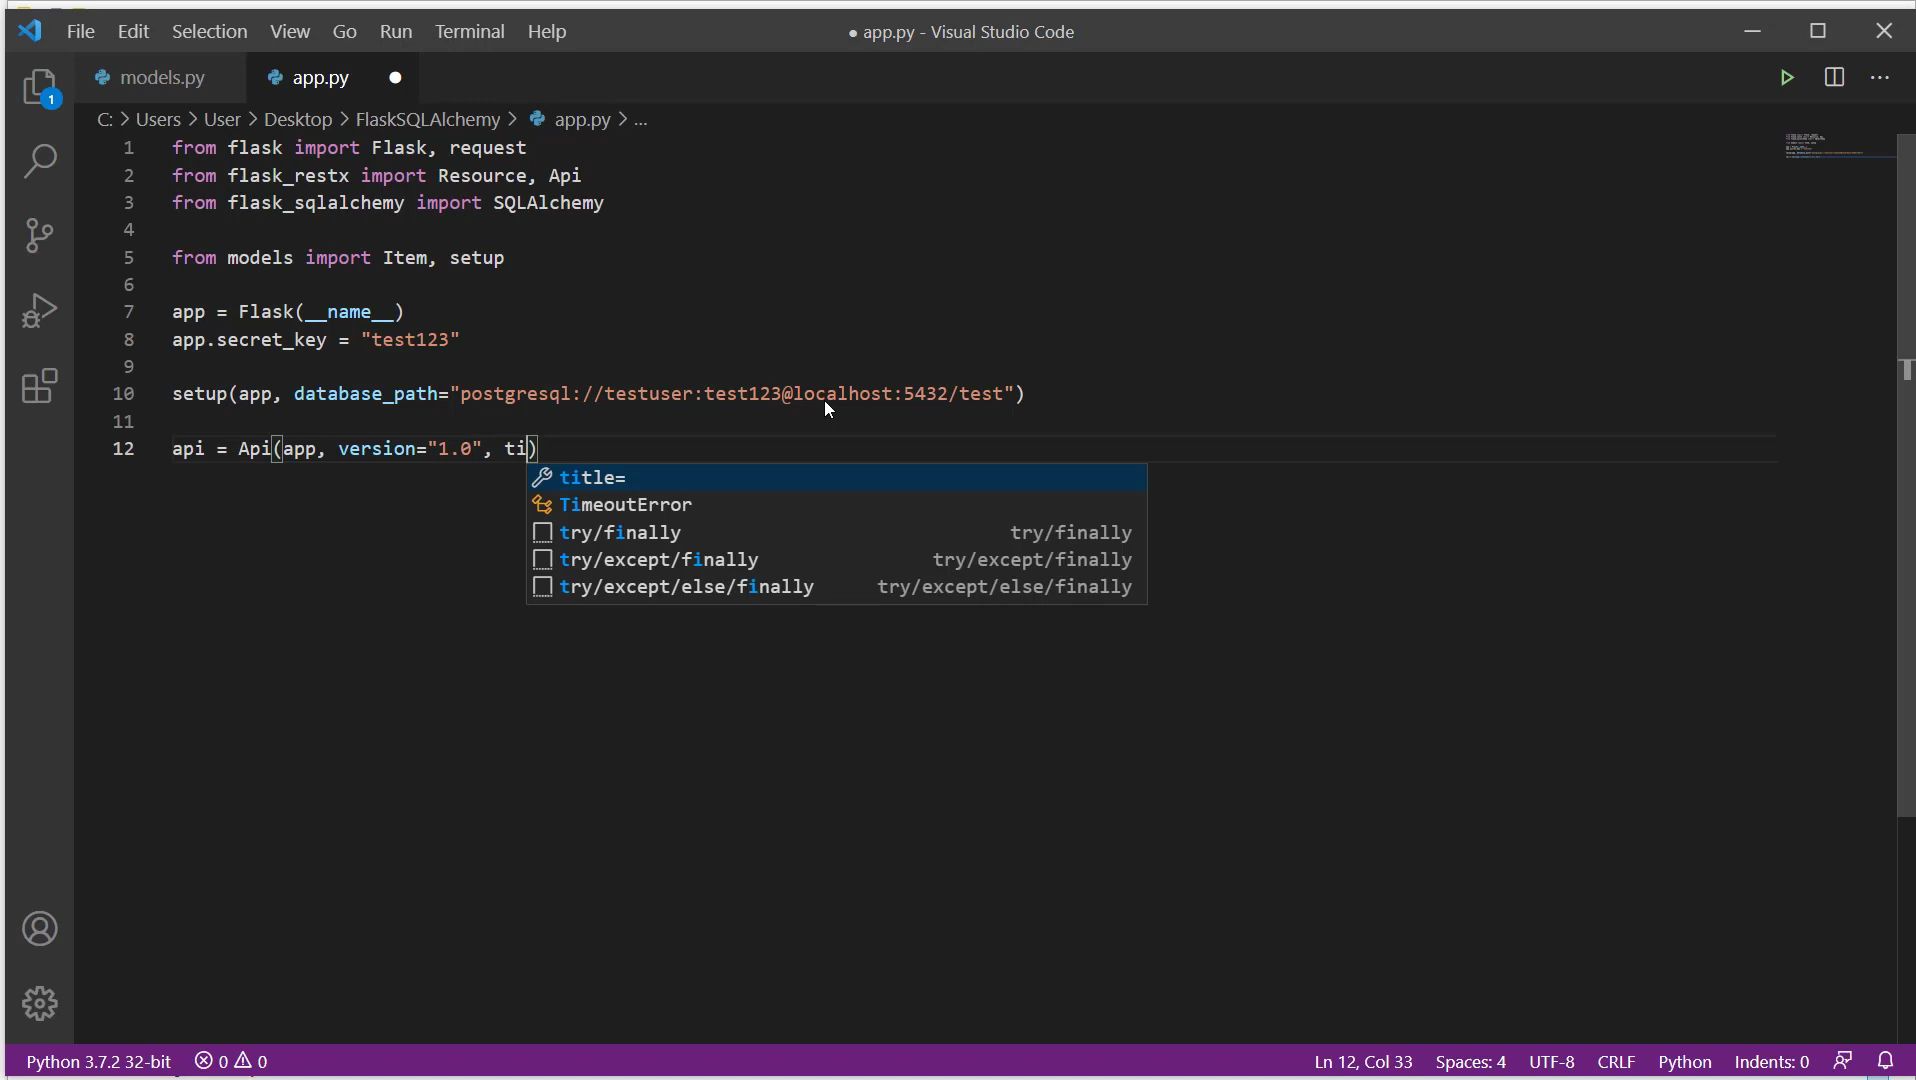 File Edit Selection View Go Run Terminal Help ● app.py - Visual Studio Code
models.py app.py
1
C: > Users > User > Desktop > FlaskSQLAlchemy > app.py > ...
1 from flask import Flask, request
2 from flask_restx import Resource, Api
3 from flask_sqlalchemy import SQLAlchemy
4
5 from models import Item, setup
6
7 app = Flask(__name__)
8 app.secret_key = "test123"
9
10 setup(app, database_path="postgresql://testuser:test123@localhost:5432/test")
11
12 api = Api(app, version="1.0", ti)
title=
TimeoutError
try/finally try/finally
try/except/finally try/except/finally
try/except/else/finally try/except/else/finally
Python 3.7.2 32-bit 0 0 Ln 12, Col 33 Spaces: 4 UTF-8 CRLF Python Indents: 0